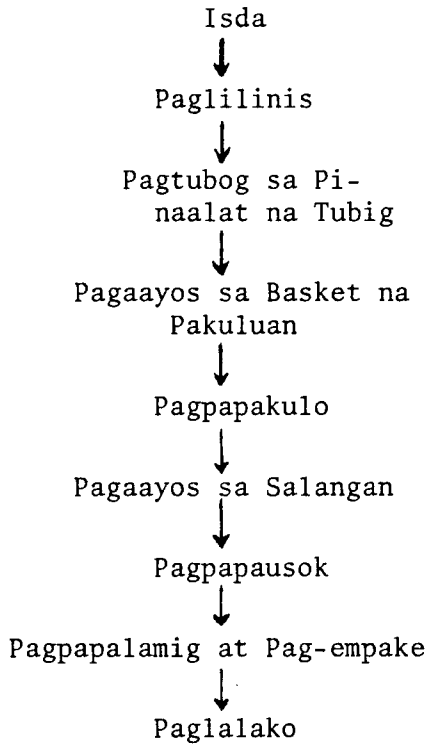 Isda
Paglilinis
Pagtubog sa Pi-
naalat na Tubig
Pagaayos sa Basket na
Pakuluan
Pagpapakulo
Pagaayos sa Salangan
Pagpapausok
Pagpapalamig at Pag-empake
Paglalako